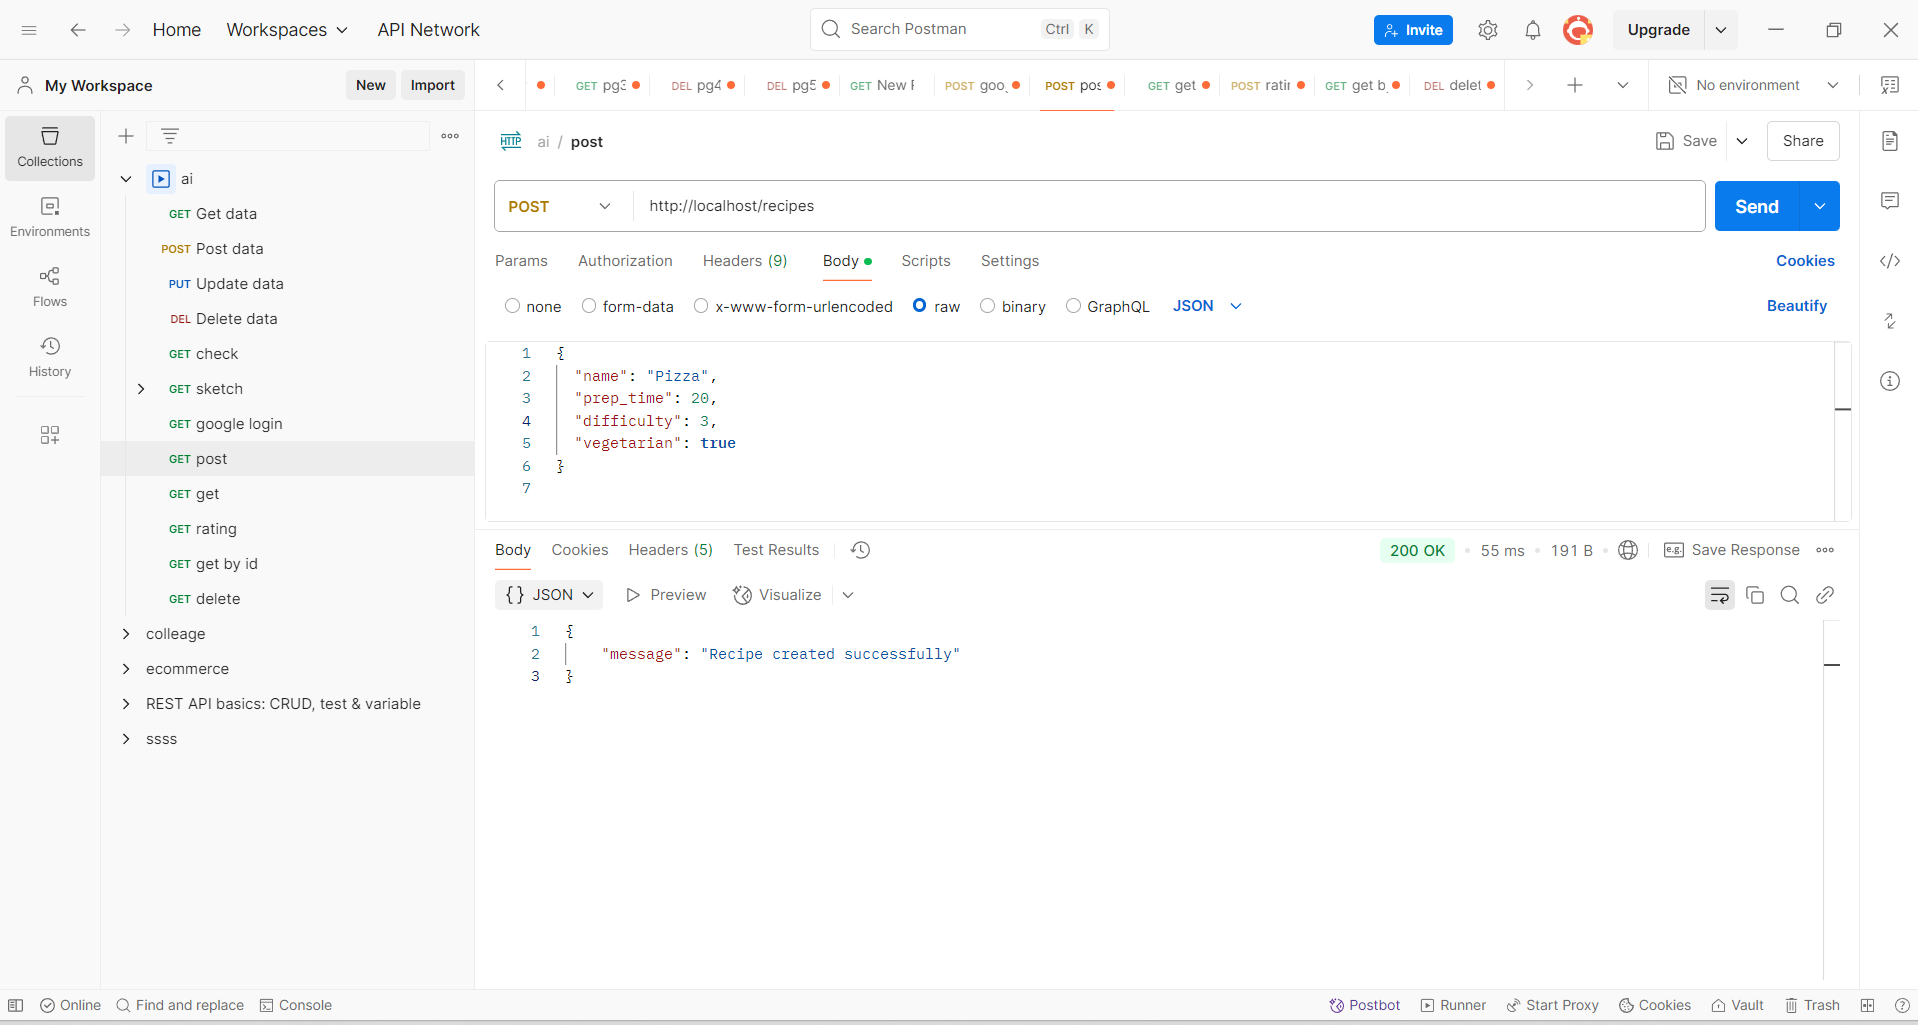 Home Workspaces API Network Search Postman Ctrl K Invite Upgrade
My Workspace New Import GET pg3 DEL pg4 DEL pg5 GET New POST goo POST pos GET get POST ratir GET get b DEL delet No environment
Collections
Environments
Flows
History
ai
GET Get data
POST Post data
PUT Update data
DEL Delete data
GET check
GET sketch
GET google login
GET post
GET get
GET rating
GET get by id
GET delete
colleage
ecommerce
REST API basics: CRUD, test & variable
ssss
HTTP ai / post Save Share
POST http://localhost/recipes Send
Params Authorization Headers (9) Body Scripts Settings Cookies
none form-data x-www-form-urlencoded raw binary GraphQL JSON Beautify
1 {
2 "name": "Pizza",
3 "prep_time": 20,
4 "difficulty": 3,
5 "vegetarian": true
6 }
7
Body Cookies Headers (5) Test Results 200 OK 55 ms 191 B e.g. Save Response
{} JSON Preview Visualize
1 {
2 "message": "Recipe created successfully"
3 }
Online Find and replace Console Postbot Runner Start Proxy Cookies Vault Trash